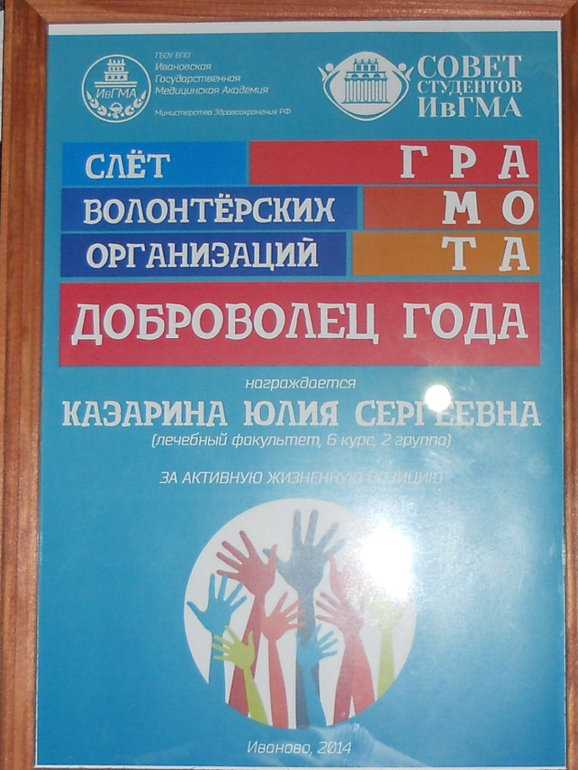 ГБОУ ВПО
Ивановская
Государственная
Медицинская Академия
Министерства Здравоохранения РФ
ИвГМА
СОВЕТ
СТУДЕНТОВ
ИвГМА
СЛЁТ
ВОЛОНТЁРСКИХ
ОРГАНИЗАЦИЙ
ГРА
МО
ТА
ДОБРОВОЛЕЦ ГОДА
награждается
КАЗАРИНА ЮЛИЯ СЕРГЕЕВНА
(лечебный факультет, 6 курс, 2 группа)
ЗА АКТИВНУЮ ЖИЗНЕННУЮ ПОЗИЦИЮ
Иваново, 2014